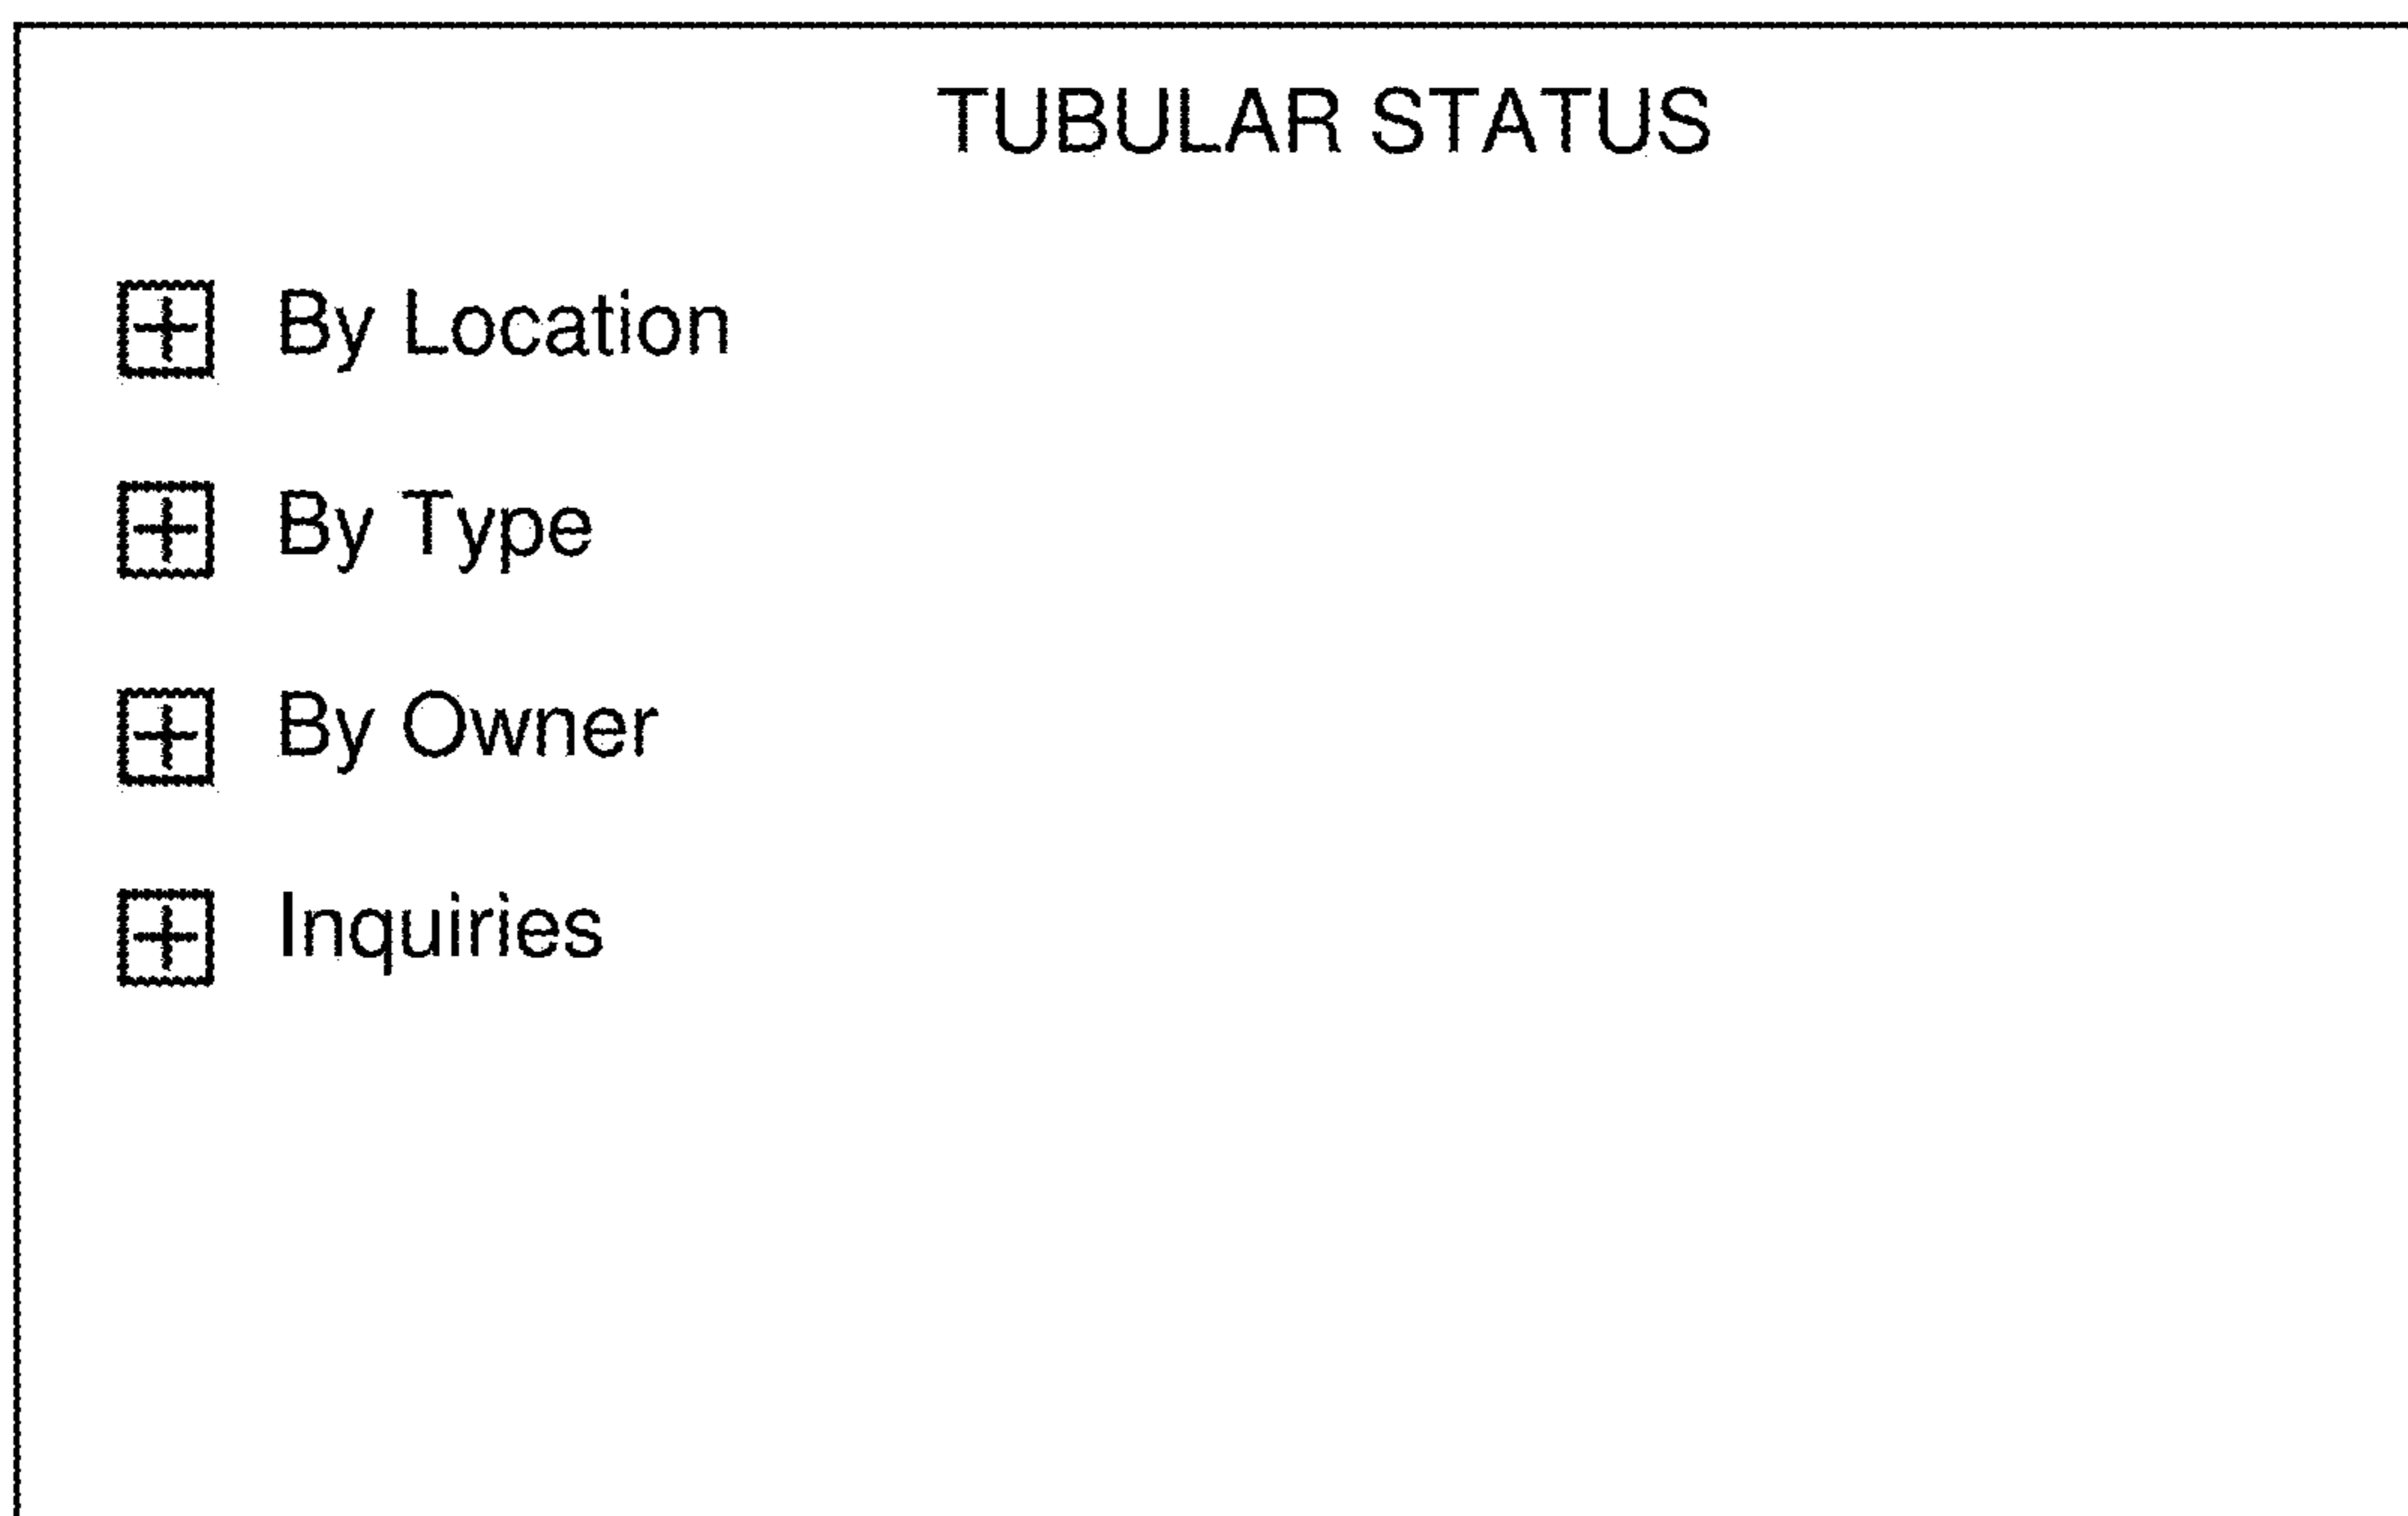 TUBULAR STATUS
By Location
By Type
By Owner
Inquiries